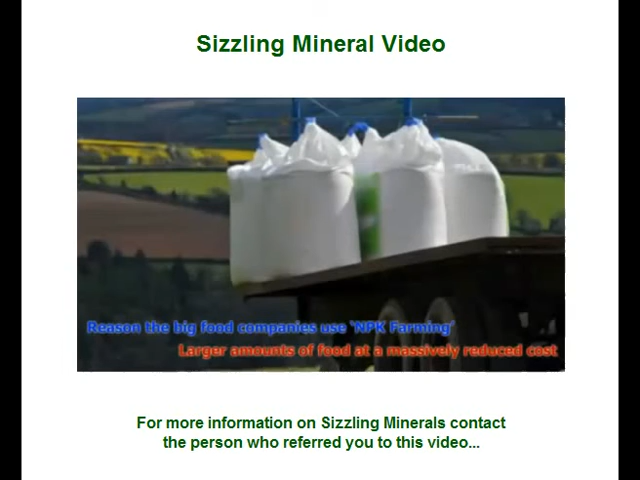 Sizzling Mineral Video
Reason the big food companies use 'NPK Farming'
Larger amounts of food at a massively reduced cost
For more information on Sizzling Minerals contact
the person who referred you to this video...